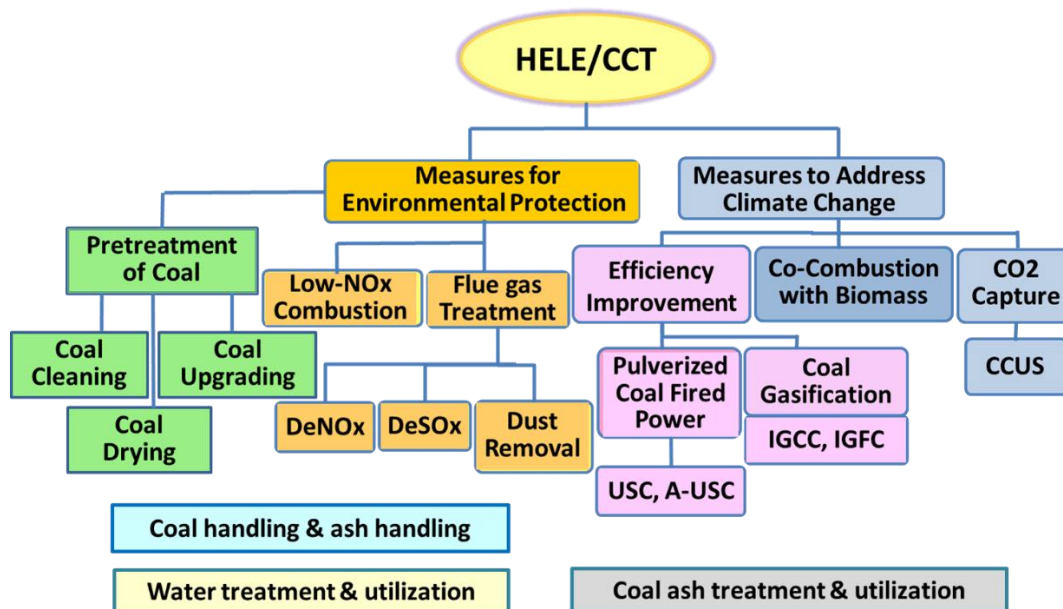 HELE/CCT
Measures for
Environmental Protection
Measures to Address
Climate Change
Pretreatment
of Coal
Low-NOx
Combustion
Flue gas
Treatment
Efficiency
Improvement
Co-Combustion
with Biomass
CO2
Capture
Coal
Cleaning
Coal
Upgrading
Coal
Drying
DeNOx
DeSOx
Dust
Removal
Pulverized
Coal Fired
Power
Coal
Gasification
IGCC, IGFC
CCUS
USC, A-USC
Coal handling & ash handling
Water treatment & utilization
Coal ash treatment & utilization